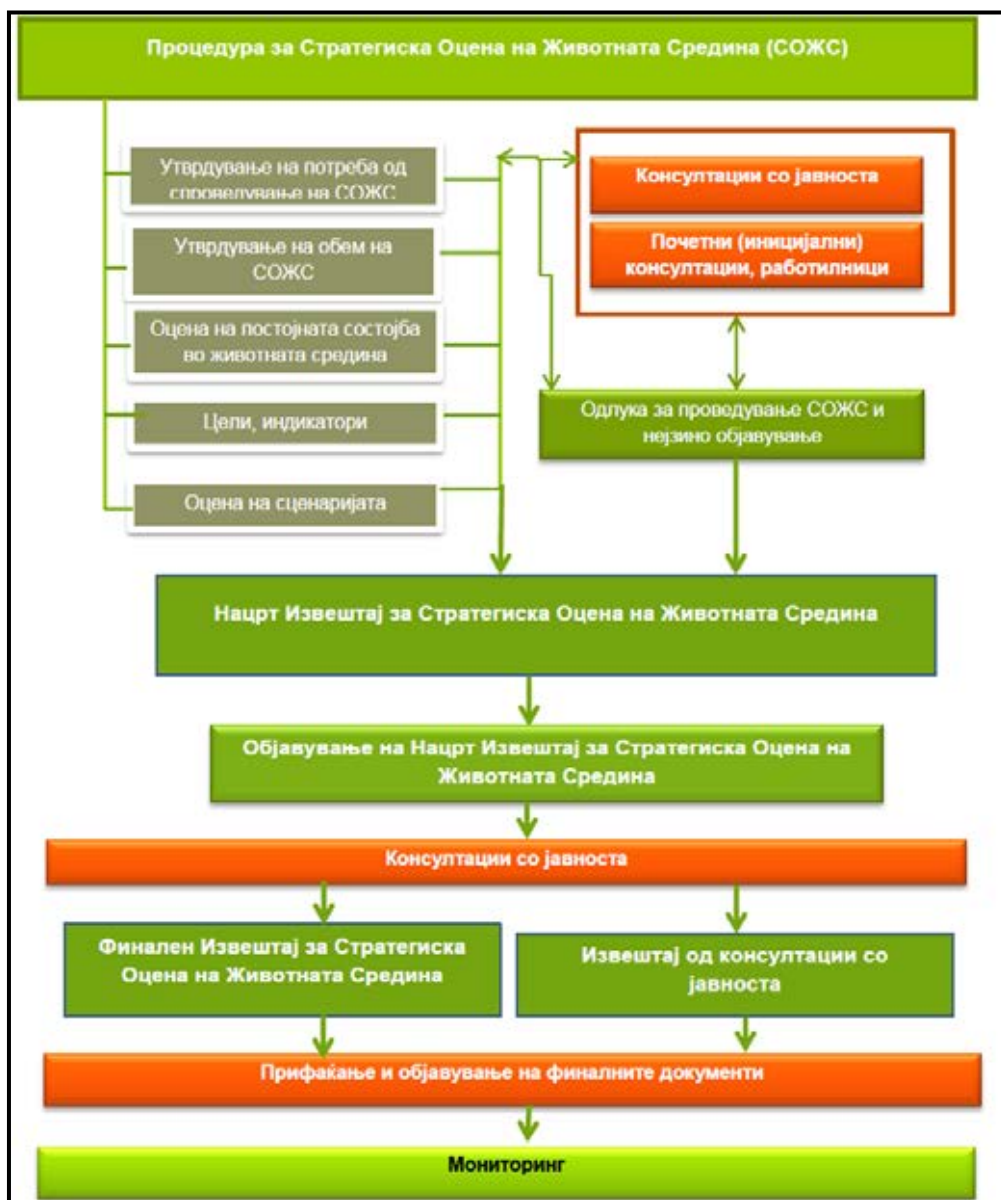 Процедура за Стратегиска Оцена на Животната Средина (СОЖС)
Утврдување на потреба од
спроведување на СОЖС
Утврдување на обем на
СОЖС
Оцена на постојната состојба
во животната средина
Цели, индикатори
Оцена на сценаријата
Консултации со јавноста
Почетни (иницијални)
консултации, работилници
Одлука за проведување СОЖС и
нејзино објавување
Нацрт Извештај за Стратегиска Оцена на Животната Средина
Објавување на Нацрт Извештај за Стратегиска Оцена на
Животната Средина
Консултации со јавноста
Финален Извештај за Стратегиска
Оцена на Животната Средина
Извештај од консултации со
јавноста
Прифаќање и објавување на финалните документи
Мониторинг